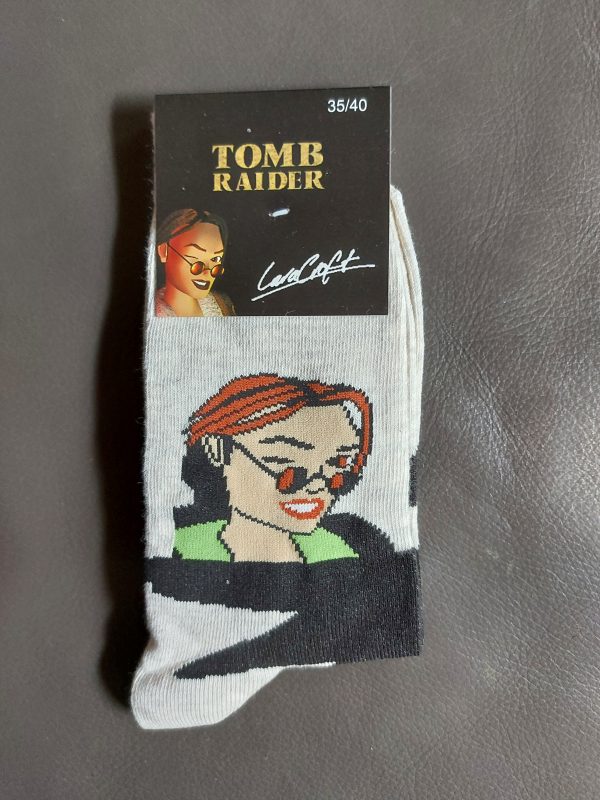 35/40
TOMB
RAIDER
Lara Croft